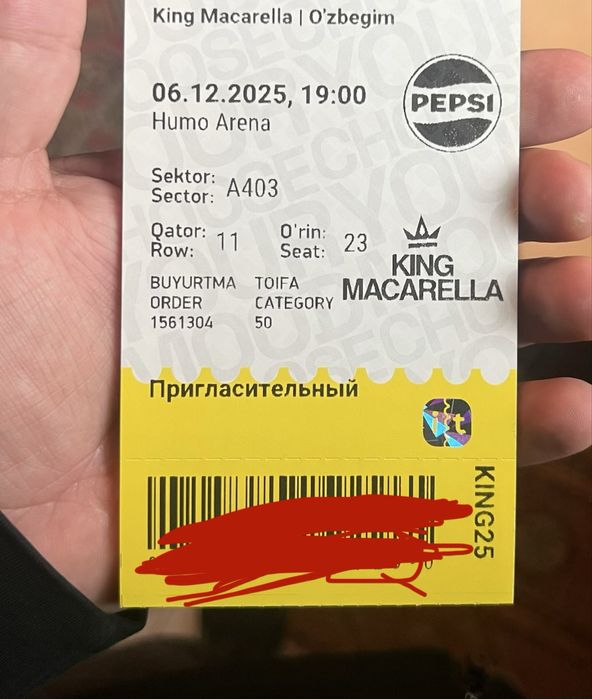 King Macarella | O'zbegim
06.12.2025, 19:00
Humo Arena
PEPSI
Sektor:
Sector: A403
Qator:
Row: 11
O'rin:
Seat: 23
BUYURTMA
ORDER
1561304
TOIFA
CATEGORY
50
KING
MACARELLA
Пригласительный
KING25